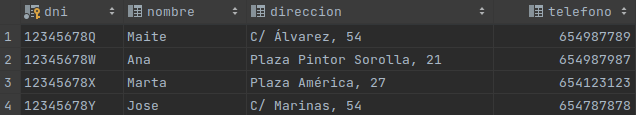 dni nombre direccion telefono
1 12345678Q Maite C/ Álvarez, 54 654987789
2 12345678W Ana Plaza Pintor Sorolla, 21 654987987
3 12345678X Marta Plaza América, 27 654123123
4 12345678Y Jose C/ Marinas, 54 654787878